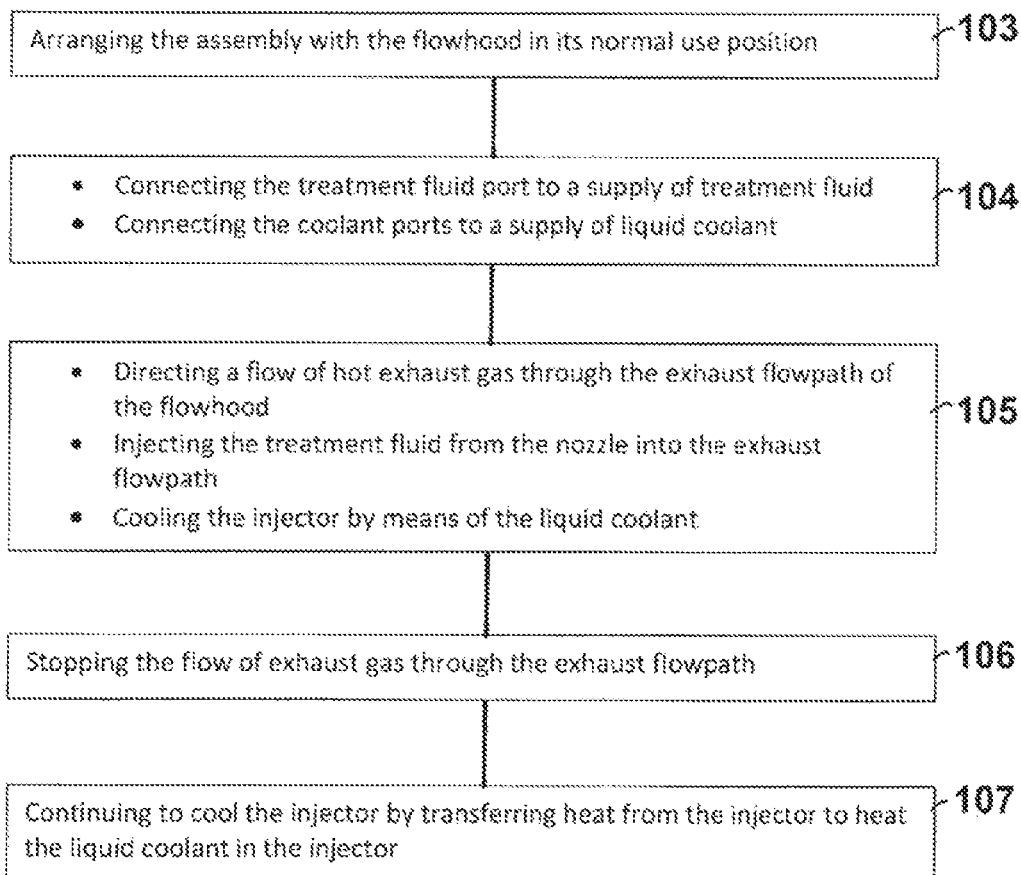 Arranging the assembly with the flowhood in its normal use position
103
• Connecting the treatment fluid port to a supply of treatment fluid
• Connecting the coolant ports to a supply of liquid coolant
104
• Directing a flow of hot exhaust gas through the exhaust flowpath of
the flowhood
• Injecting the treatment fluid from the nozzle into the exhaust
flowpath
• Cooling the injector by means of the liquid coolant
105
Stopping the flow of exhaust gas through the exhaust flowpath
106
Continuing to cool the injector by transferring heat from the injector to heat
the liquid coolant in the injector
107